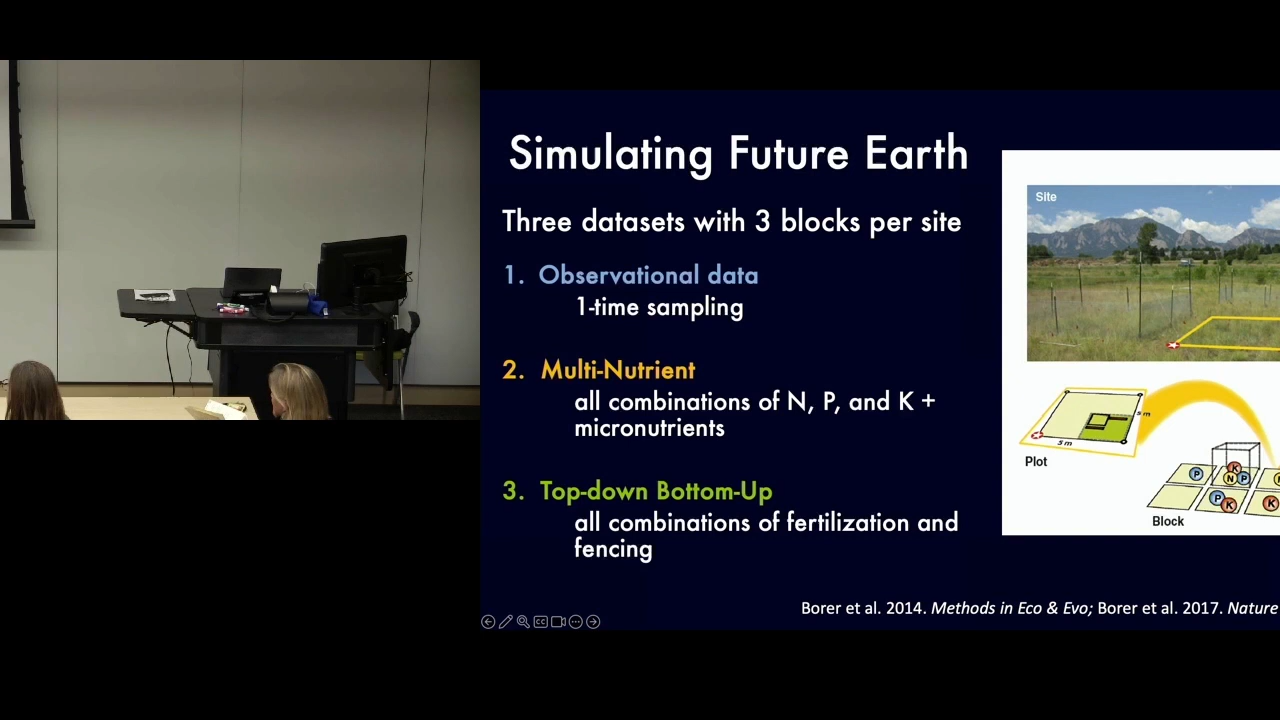 Simulating Future Earth
Three datasets with 3 blocks per site
1. Observational data
1-time sampling
2. Multi-Nutrient
all combinations of N, P, and K +
micronutrients
3. Top-down Bottom-Up
all combinations of fertilization and
fencing
Site
5 m
5 m
Plot
P
K
N
P
P
K
K
Block
Borer et al. 2014. Methods in Eco & Evo; Borer et al. 2017. Nature